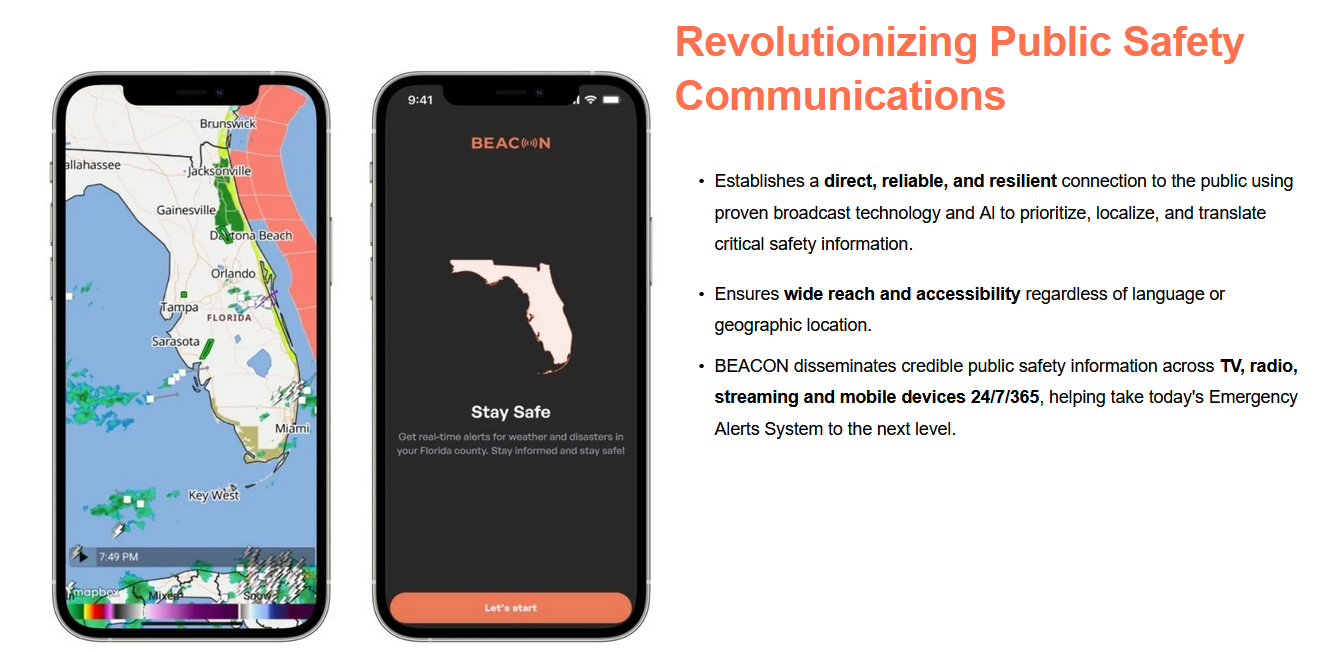 Revolutionizing Public Safety
Communications
• Establishes a direct, reliable, and resilient connection to the public using
proven broadcast technology and AI to prioritize, localize, and translate
critical safety information.
• Ensures wide reach and accessibility regardless of language or
geographic location.
• BEACON disseminates credible public safety information across TV, radio,
streaming and mobile devices 24/7/365, helping take today's Emergency
Alerts System to the next level.
Brunswick
allahassee
Jacksonville
Gainesville
Daytona Beach
Orlando
Tampa
FLORIDA
Sarasota
Miami
Key West
7:49 PM
mapbox
Mixed
Snow
9:41
BEACON
Stay Safe
Get real-time alerts for weather and disasters in
your Florida county. Stay informed and stay safe!
Let's start